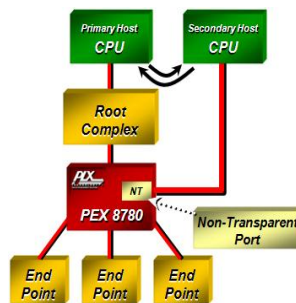 Primary Host
CPU
Secondary Host
CPU
Root
Complex
PLX
NT
PEX 8780
Non-Transparent
Port
End
Point
End
Point
End
Point